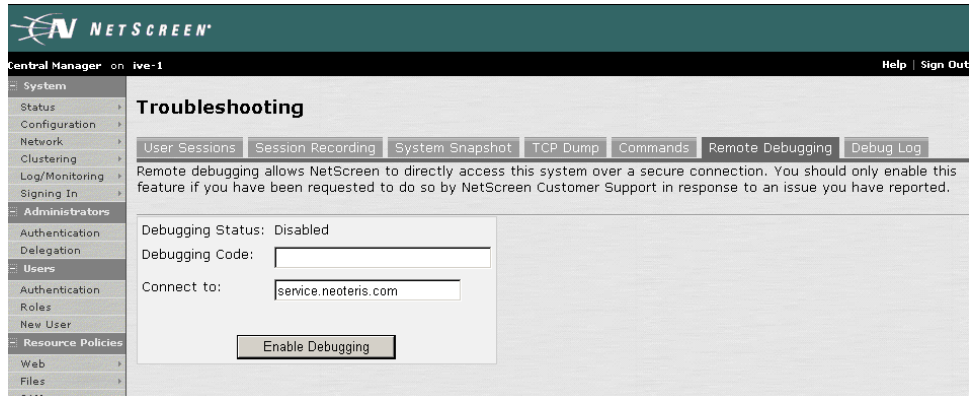 NETSCREEN
Central Manager on ive-1
Help | Sign Out
System
Status
Configuration
Network
Clustering
Log/Monitoring
Signing In
Administrators
Authentication
Delegation
Users
Authentication
Roles
New User
Resource Policies
Web
Files
Troubleshooting
User Sessions
Session Recording
System Snapshot
TCP Dump
Commands
Remote Debugging
Debug Log
Remote debugging allows NetScreen to directly access this system over a secure connection. You should only enable this
feature if you have been requested to do so by NetScreen Customer Support in response to an issue you have reported.
Debugging Status: Disabled
Debugging Code:
Connect to: service.neoteris.com
Enable Debugging